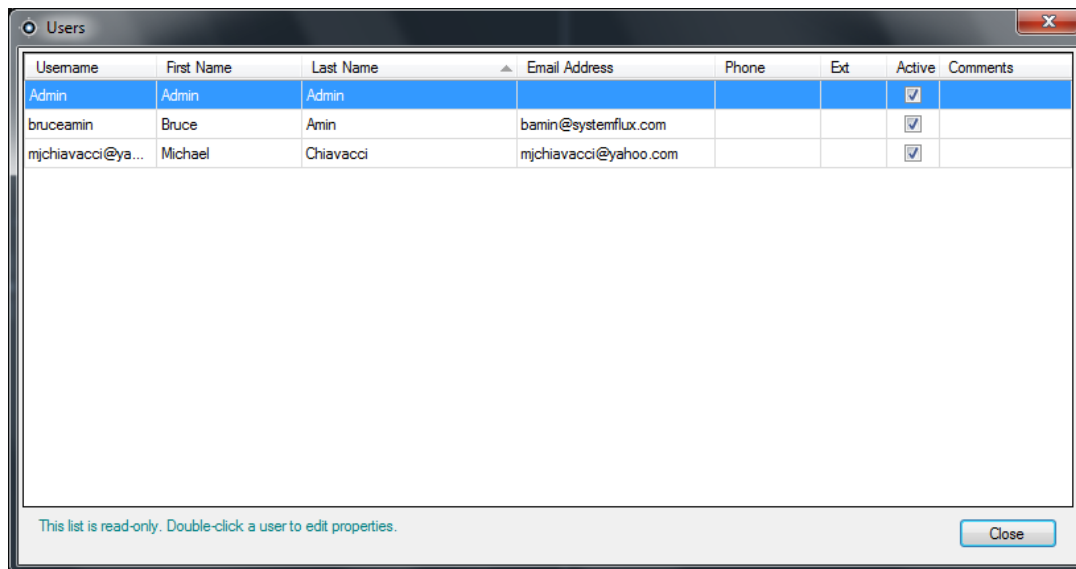 Users
Username First Name Last Name Email Address Phone Ext Active Comments
Admin Admin Admin
bruceamin Bruce Amin bamin@systemflux.com
mjchiavacci@ya... Michael Chiavacci mjchiavacci@yahoo.com
This list is read-only. Double-click a user to edit properties.
Close